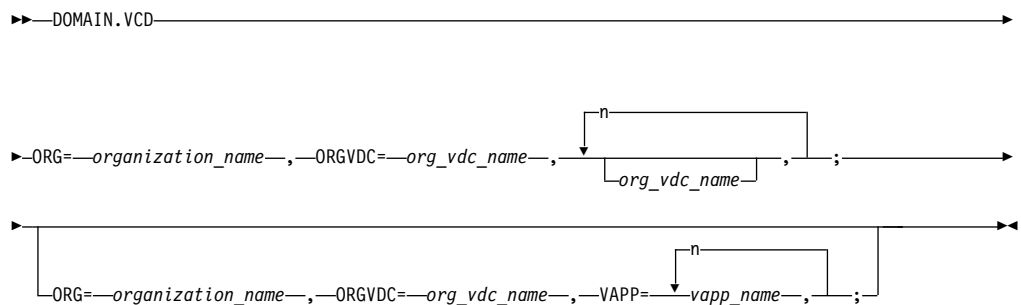 DOMAIN.VCD
n
ORG= organization_name , ORGVDC= org_vdc_name , , ;
org_vdc_name
n
ORG= organization_name , ORGVDC= org_vdc_name , VAPP= vapp_name , ;